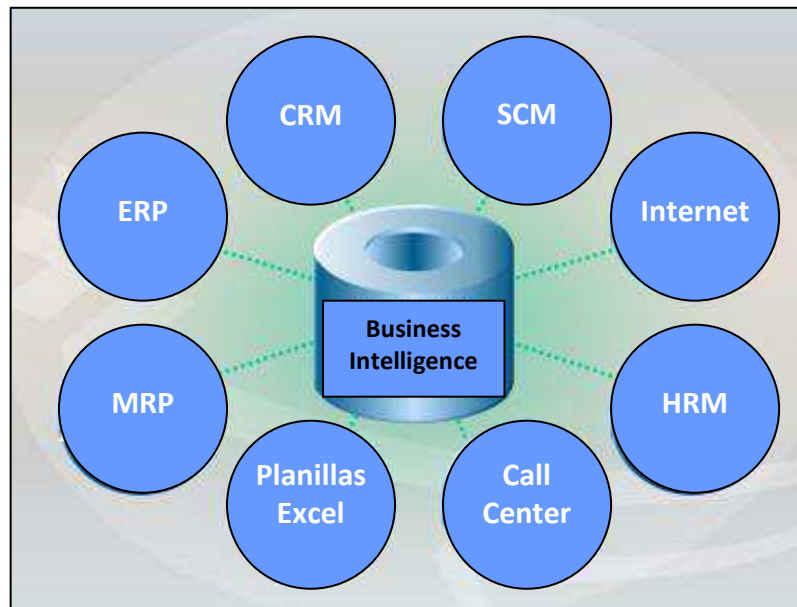 CRM
SCM
ERP
Internet
Business
Intelligence
MRP
HRM
Planillas
Excel
Call
Center